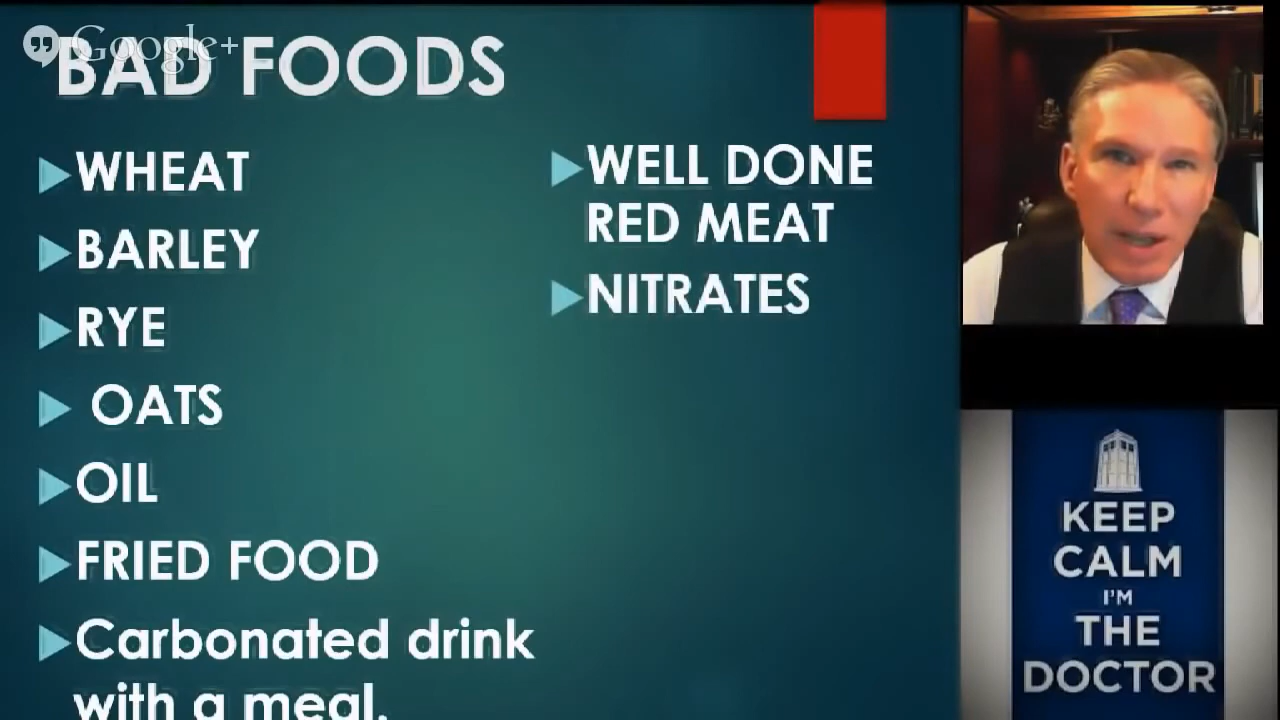 Google+
BAD FOODS
WHEAT
BARLEY
RYE
OATS
OIL
FRIED FOOD
Carbonated drink
with a meal.
WELL DONE
RED MEAT
NITRATES
KEEP
CALM
I'M
THE
DOCTOR